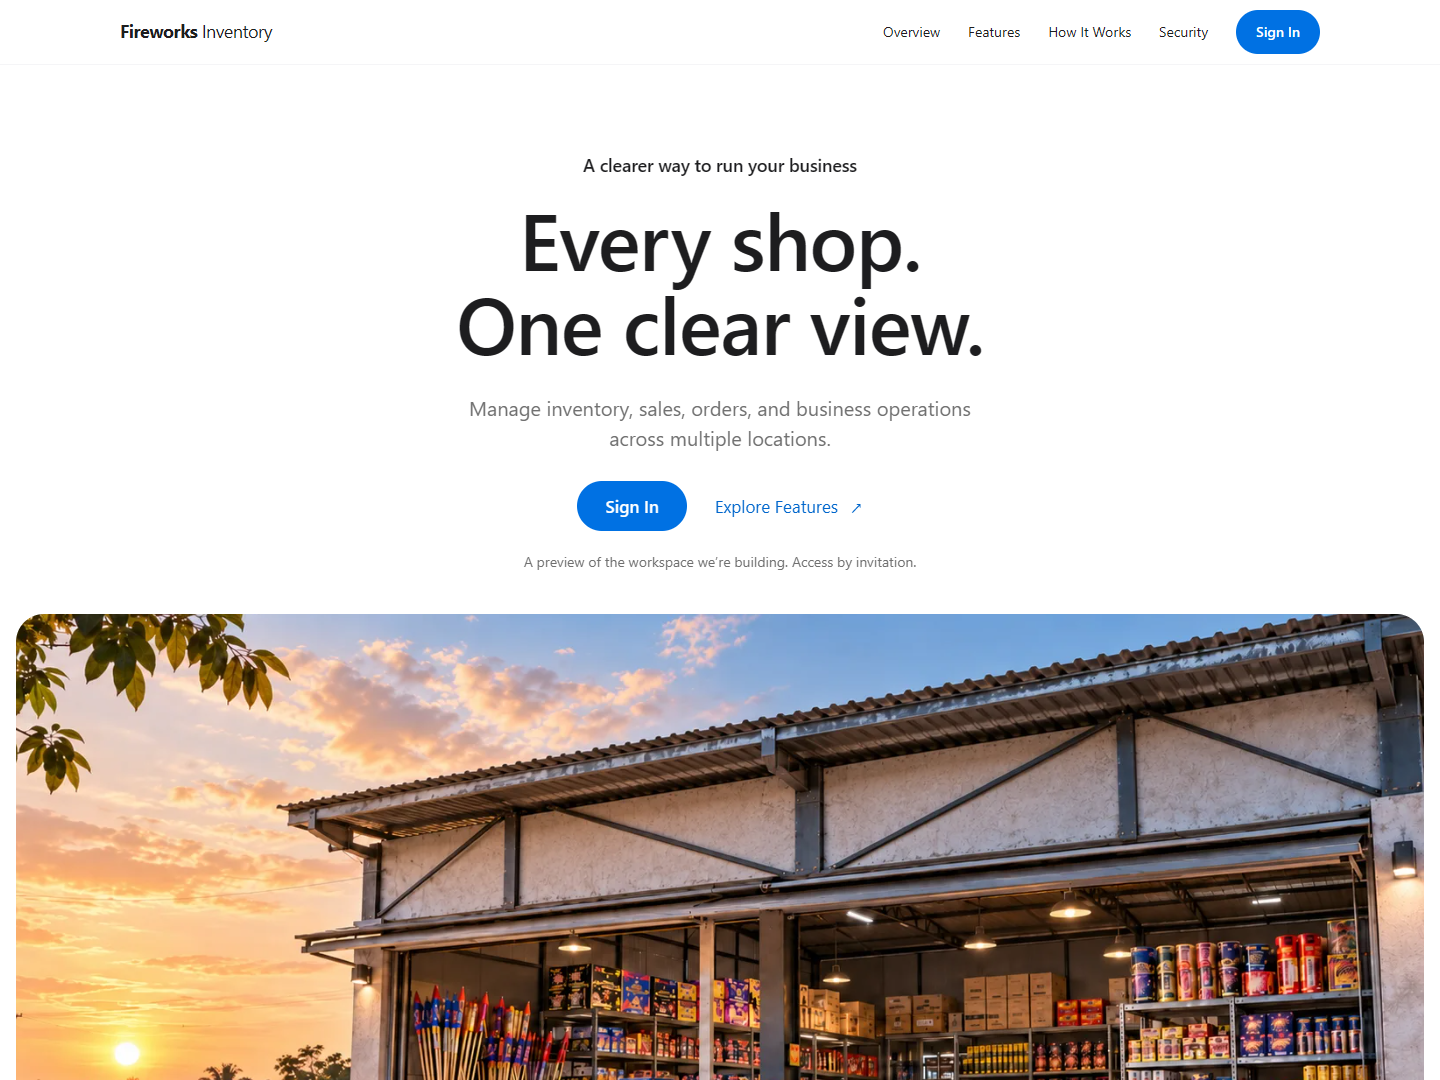 Fireworks Inventory
Overview
Features
How It Works
Security
Sign In
A clearer way to run your business
Every shop.
One clear view.
Manage inventory, sales, orders, and business operations
across multiple locations.
Sign In
Explore Features ↗
A preview of the workspace we’re building. Access by invitation.